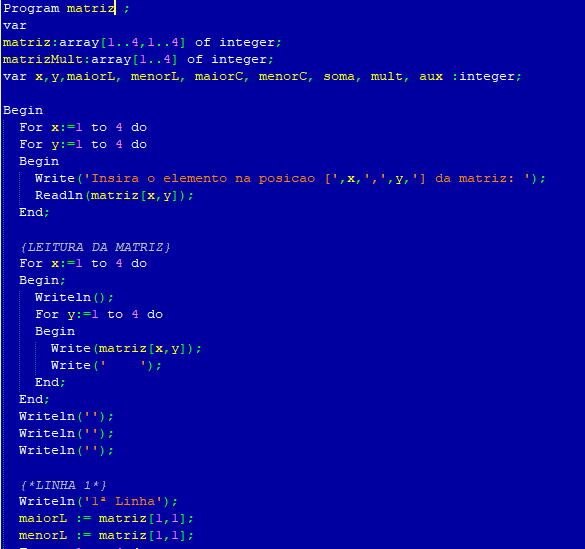 Program matriz ;
var
matriz:array[1..4,1..4] of integer;
matrizMult:array[1..4] of integer;
var x,y,maiorL, menorL, maiorC, menorC, soma, mult, aux :integer;
Begin
For x:=1 to 4 do
For y:=1 to 4 do
Begin
Write('Insira o elemento na posicao [',x,',',y,'] da matriz: ');
Readln(matriz[x,y]);
End;
{LEITURA DA MATRIZ}
For x:=1 to 4 do
Begin;
Writeln();
For y:=1 to 4 do
Begin
Write(matriz[x,y]);
Write('    ');
End;
End;
Writeln('');
Writeln('');
Writeln('');
{*LINHA 1*}
Writeln('1ª Linha');
maiorL := matriz[1,1];
menorL := matriz[1,1];